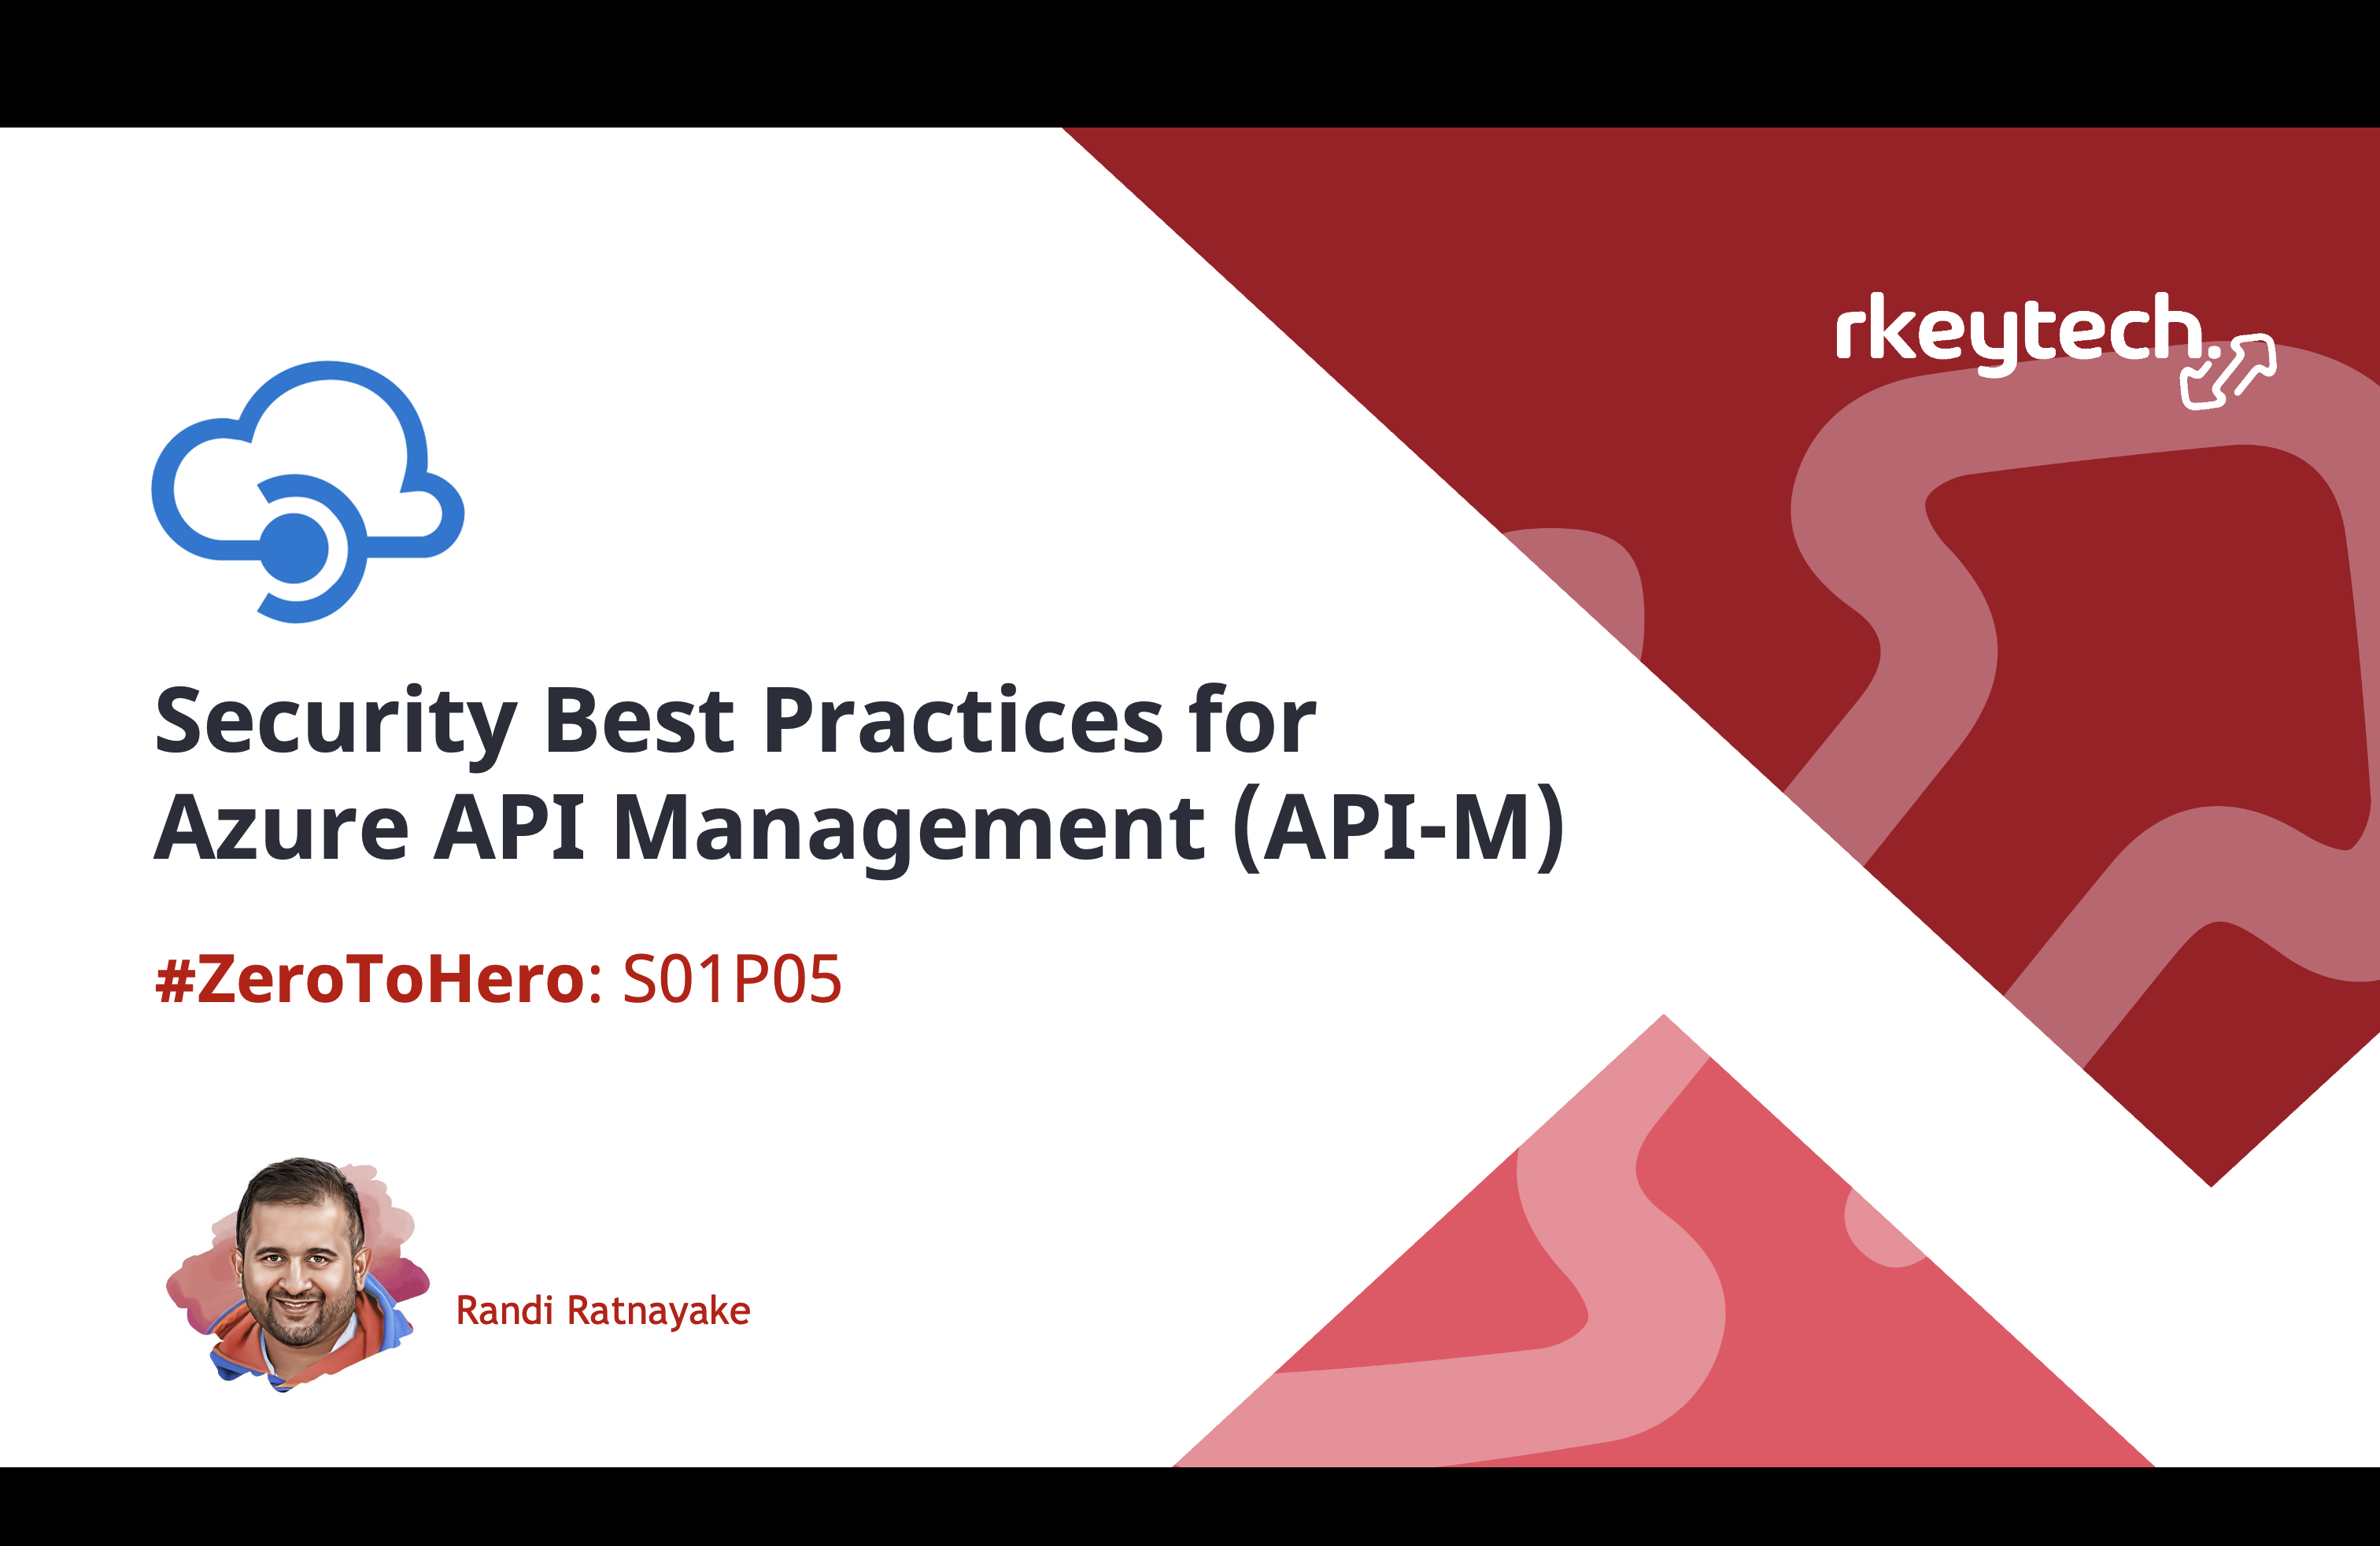 rkeytech.
Security Best Practices for
Azure API Management (API-M)
#ZeroToHero: S01P05
Randi Ratnayake